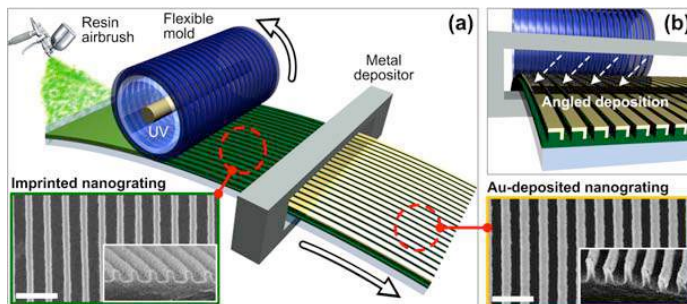 Resin
airbrush
Flexible
mold
(a)
Metal
depositor
UV
Imprinted nanograting
(b)
Angled deposition
Au-deposited nanograting